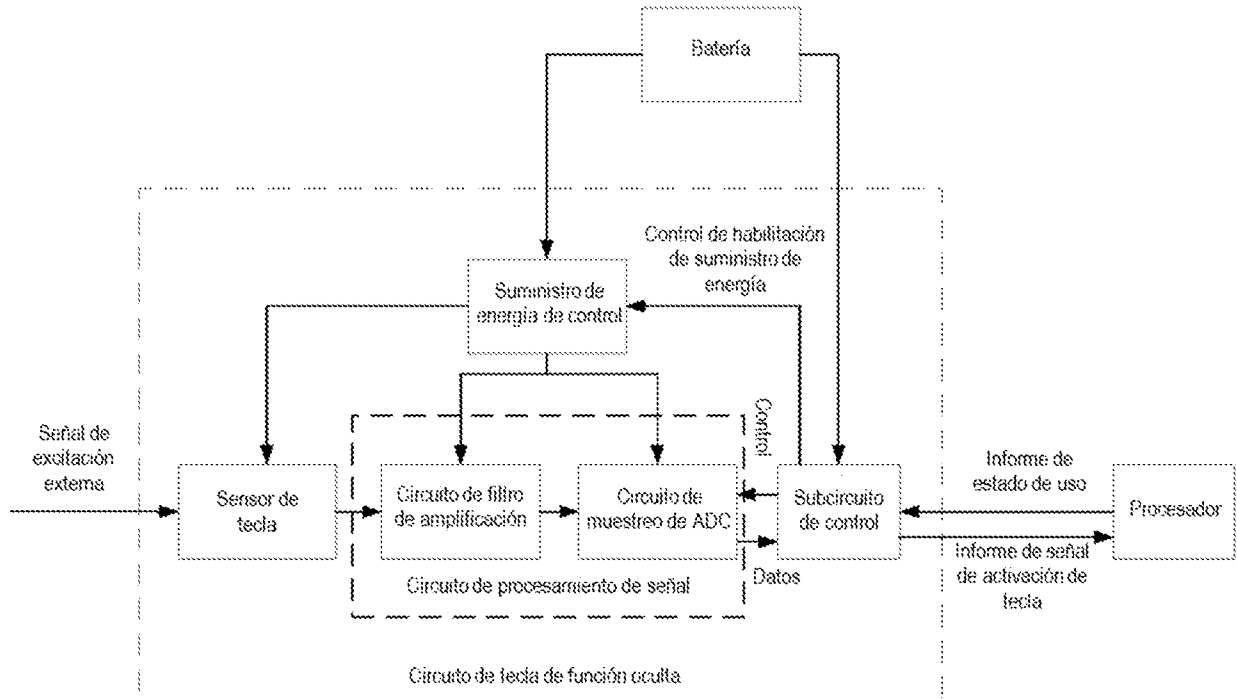 Batería
Control de habilitación
de suministro de
energía
Suministro de
energía de control
Señal de
excitación
externa
Sensor de
tecla
Circuito de filtro
de amplificación
Circuito de
muestreo de ADC
Control
Datos
Subcircuito
de control
Informe de
estado de uso
Procesador
Informe de señal
de activación de
tecla
Circuito de procesamiento de señal
Circuito de tecla de función oculta